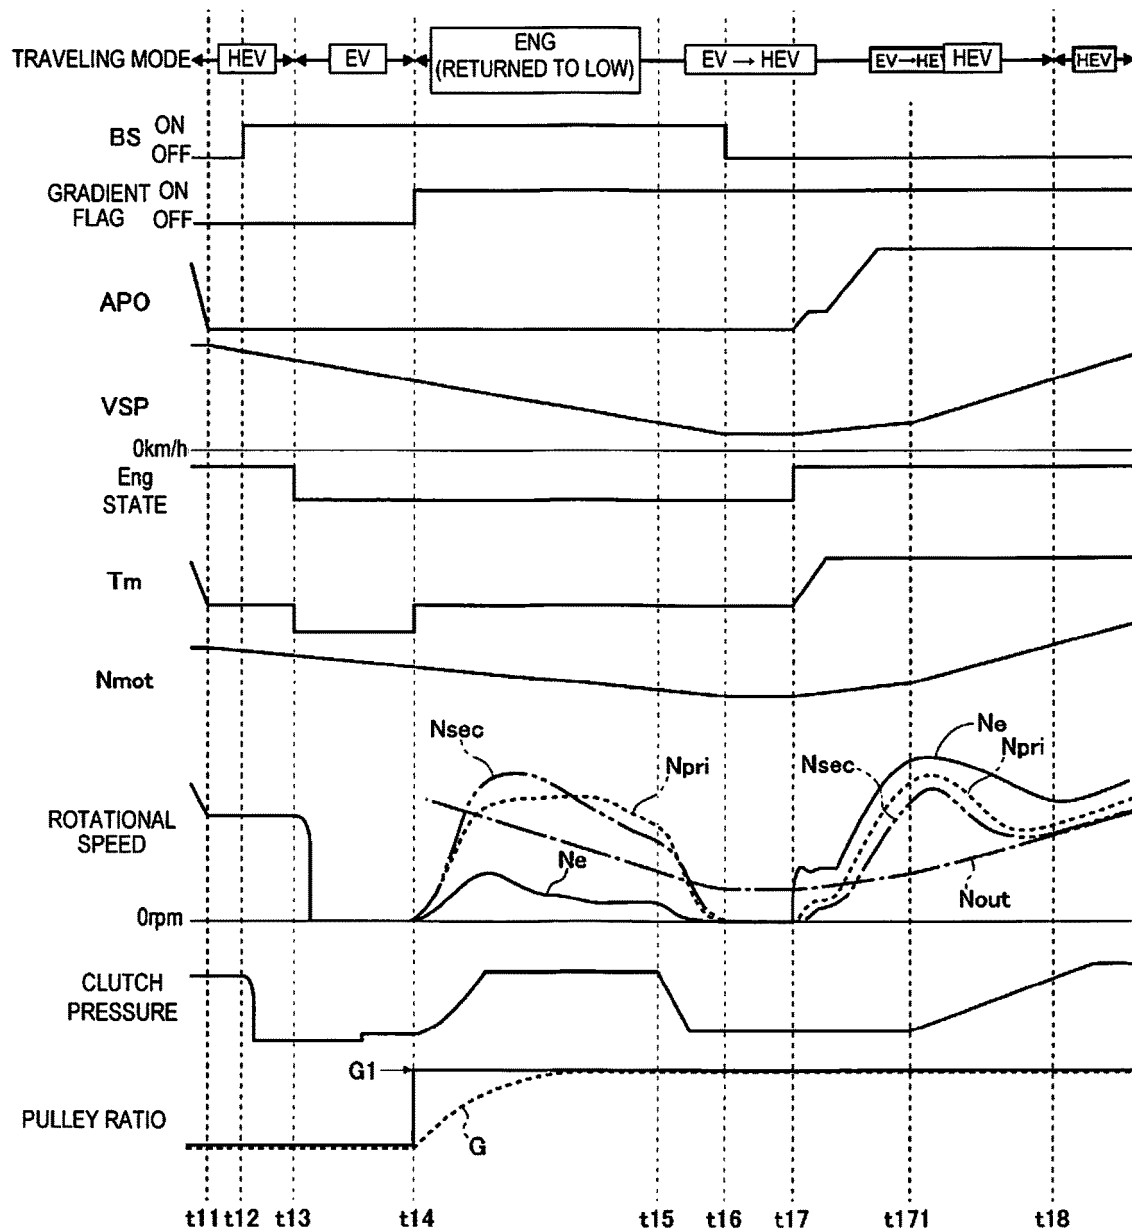 TRAVELING MODE
HEV
EV
ENG
(RETURNED TO LOW)
EV → HEV
EV→HEV
HEV
HEV
BS
ON
OFF
GRADIENT
FLAG
ON
OFF
APO
VSP
0km/h
Eng
STATE
Tm
Nmot
Nsec
Npri
Ne
Ne
Npri
Nsec
Nout
ROTATIONAL
SPEED
0rpm
CLUTCH
PRESSURE
G1
G
PULLEY RATIO
t11 t12 t13 t14 t15 t16 t17 t171 t18